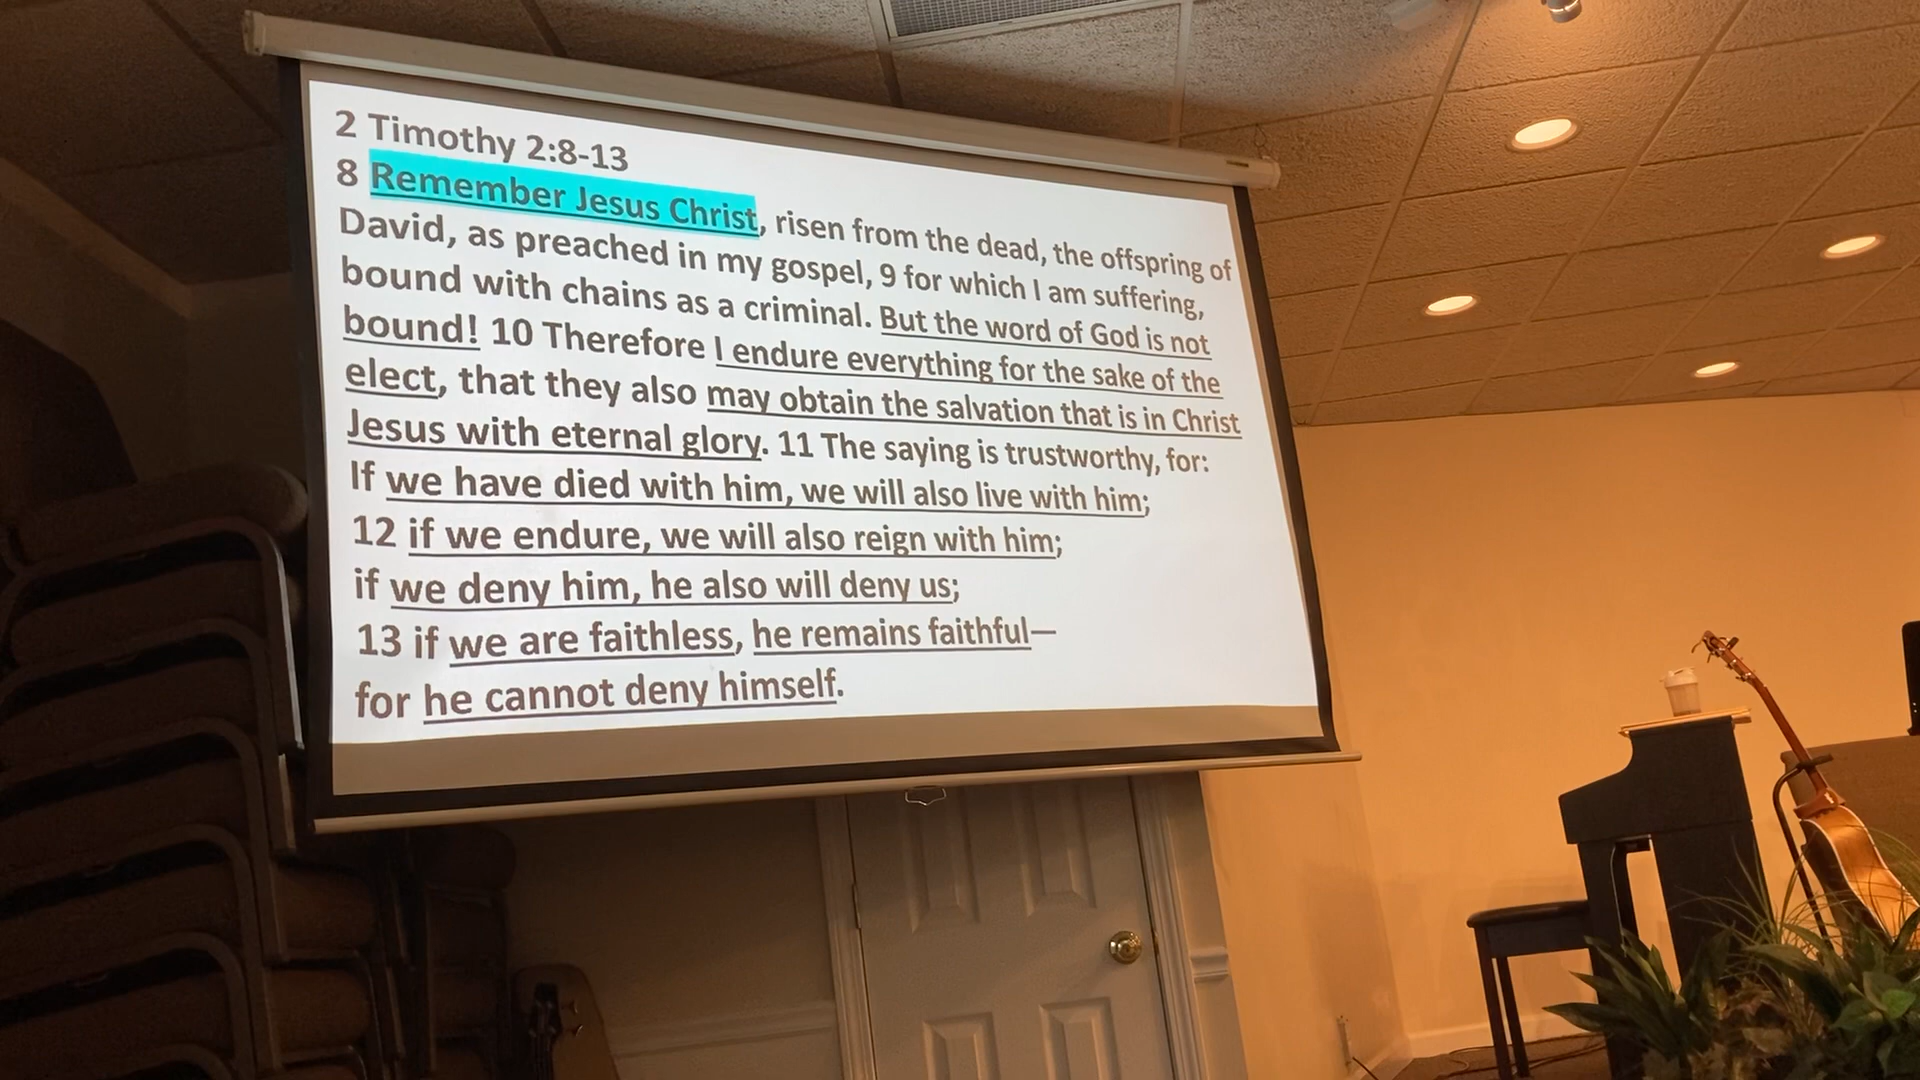 2 Timothy 2:8-13
8 Remember Jesus Christ, risen from the dead, the offspring of
David, as preached in my gospel, 9 for which I am suffering,
bound with chains as a criminal. But the word of God is not
bound! 10 Therefore I endure everything for the sake of the
elect, that they also may obtain the salvation that is in Christ
Jesus with eternal glory. 11 The saying is trustworthy, for:
If we have died with him, we will also live with him;
12 if we endure, we will also reign with him;
if we deny him, he also will deny us;
13 if we are faithless, he remains faithful—
for he cannot deny himself.